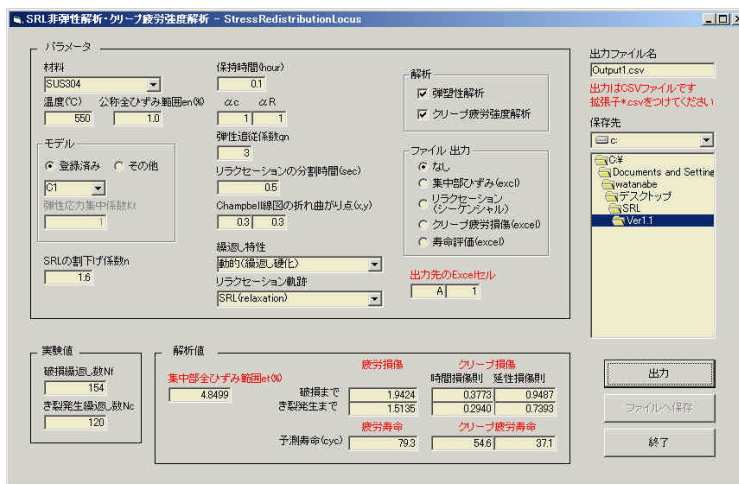 SRL非弾性解析・クリープ疲労強度解析 - StressRedistributionLocus
パラメータ
材料
SUS304
温度(℃) 公称全ひずみ範囲en(%)
550 1.0
モデル
登録済み その他
C1
弾性応力集中係数Kt
1
SRLの割下げ係数n
1.6
保持時間(hour)
0.1
αc αR
1 1
弾性追従係数qn
3
リラクセーションの分割時間(sec)
0.5
Champbell線図の折れ曲がり点(x,y)
0.3 0.3
繰返し特性
動的(繰返し硬化)
リラクセーション軌跡
SRL(relaxation)
解析
弾塑性解析
クリープ疲労強度解析
ファイル 出力
なし
集中部ひずみ(excl)
リラクセーション
(シーケンシャル)
クリープ疲労損傷(excel)
寿命評価(excel)
出力先のExcelセル
A 1
出力ファイル名
Output1.csv
出力はCSVファイルです
拡張子*.csvをつけてください
保存先
c:
C:¥
Documents and Setting
watanabe
デスクトップ
SRL
Ver1.1
実験値
破損繰返し数Nf
154
き裂発生繰返し数Nc
120
解析値
集中部全ひずみ範囲et(%)
4.8499
疲労損傷 クリープ損傷
時間損傷則 延性損傷則
破損まで 1.9424 0.3773 0.9487
き裂発生まで 1.5135 0.2940 0.7393
疲労寿命 クリープ疲労寿命
予測寿命(cyc) 79.3 54.6 37.1
出力
ファイルへ保存
終了